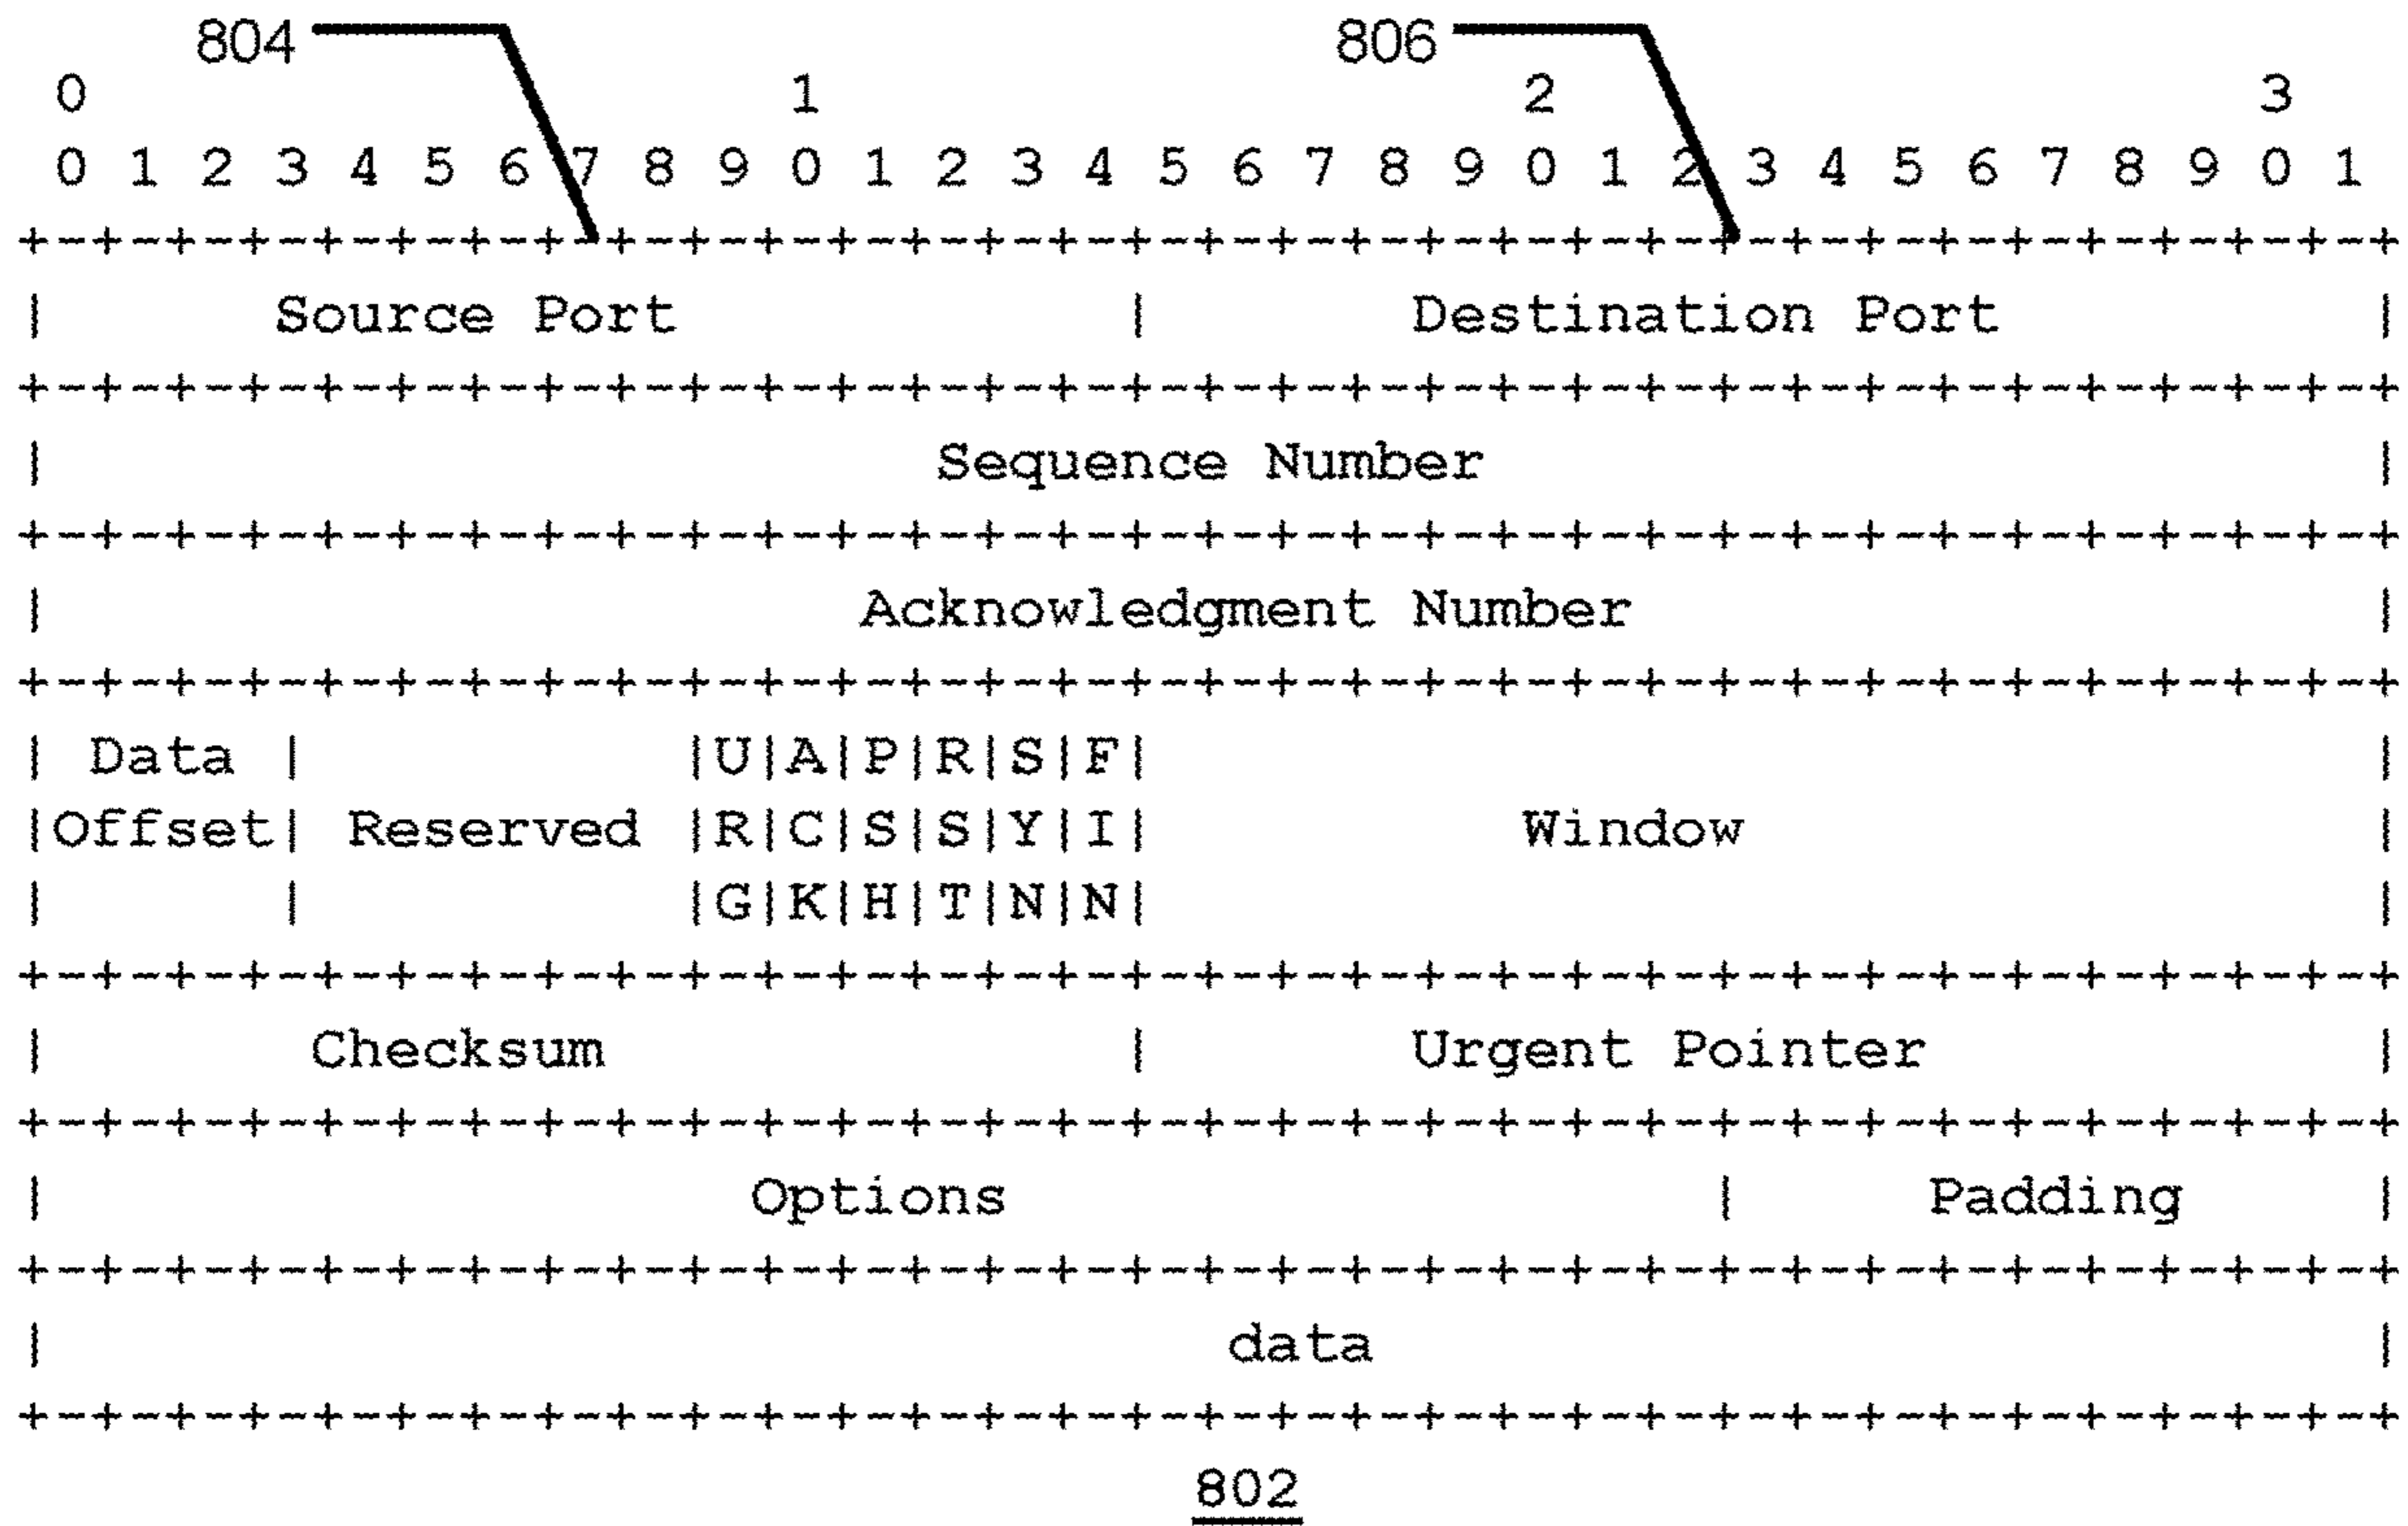 804 806
0 1 2 3
0 1 2 3 4 5 6 7 8 9 0 1 2 3 4 5 6 7 8 9 0 1 2 3 4 5 6 7 8 9 0 1
+-+-+-+-+-+-+-+-+-+-+-+-+-+-+-+-+-+-+-+-+-+-+-+-+-+-+-+-+-+-+-+-+
| Source Port | Destination Port |
+-+-+-+-+-+-+-+-+-+-+-+-+-+-+-+-+-+-+-+-+-+-+-+-+-+-+-+-+-+-+-+-+
| Sequence Number |
+-+-+-+-+-+-+-+-+-+-+-+-+-+-+-+-+-+-+-+-+-+-+-+-+-+-+-+-+-+-+-+-+
| Acknowledgment Number |
+-+-+-+-+-+-+-+-+-+-+-+-+-+-+-+-+-+-+-+-+-+-+-+-+-+-+-+-+-+-+-+-+
| Data | |U|A|P|R|S|F| |
|Offset| Reserved |R|C|S|S|Y|I| Window |
| | |G|K|H|T|N|N| |
+-+-+-+-+-+-+-+-+-+-+-+-+-+-+-+-+-+-+-+-+-+-+-+-+-+-+-+-+-+-+-+-+
| Checksum | Urgent Pointer |
+-+-+-+-+-+-+-+-+-+-+-+-+-+-+-+-+-+-+-+-+-+-+-+-+-+-+-+-+-+-+-+-+
| Options | Padding |
+-+-+-+-+-+-+-+-+-+-+-+-+-+-+-+-+-+-+-+-+-+-+-+-+-+-+-+-+-+-+-+-+
| data |
+-+-+-+-+-+-+-+-+-+-+-+-+-+-+-+-+-+-+-+-+-+-+-+-+-+-+-+-+-+-+-+-+
802